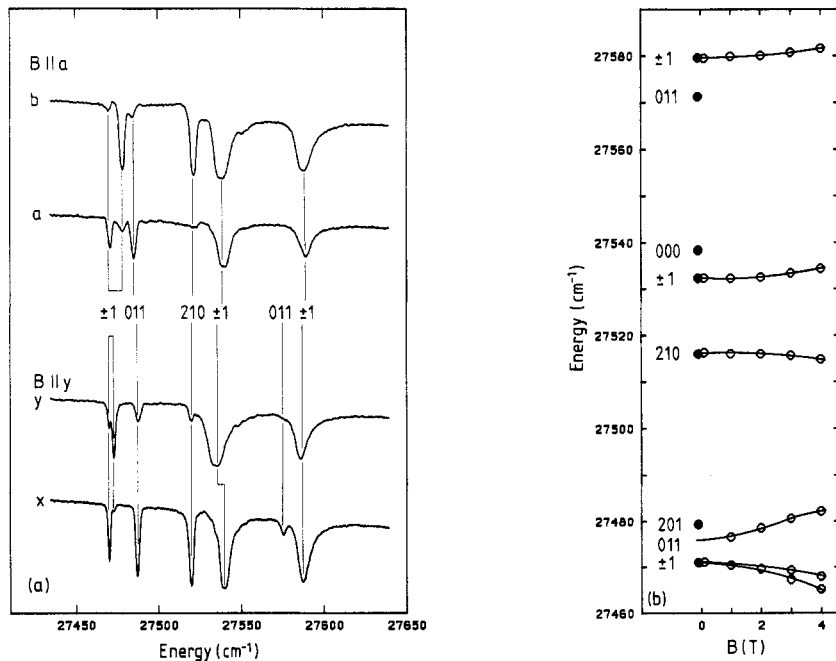 B || a
b
a
±1 011 210 ±1 011 ±1
B || y
y
x
(a)
27450 27500 27550 27600 27650
Energy (cm⁻¹)
27580
27560
27540
27520
27500
27480
27460
Energy (cm⁻¹)
±1
011
000
±1
210
201
011
±1
(b)
0 2 4
B(T)